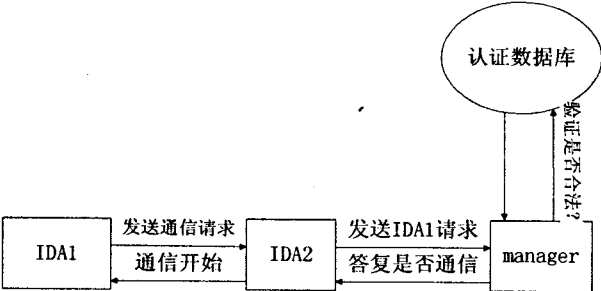 认证数据库
验证是否合法?
发送通信请求
发送IDA1请求
IDA1
IDA2
manager
通信开始
答复是否通信